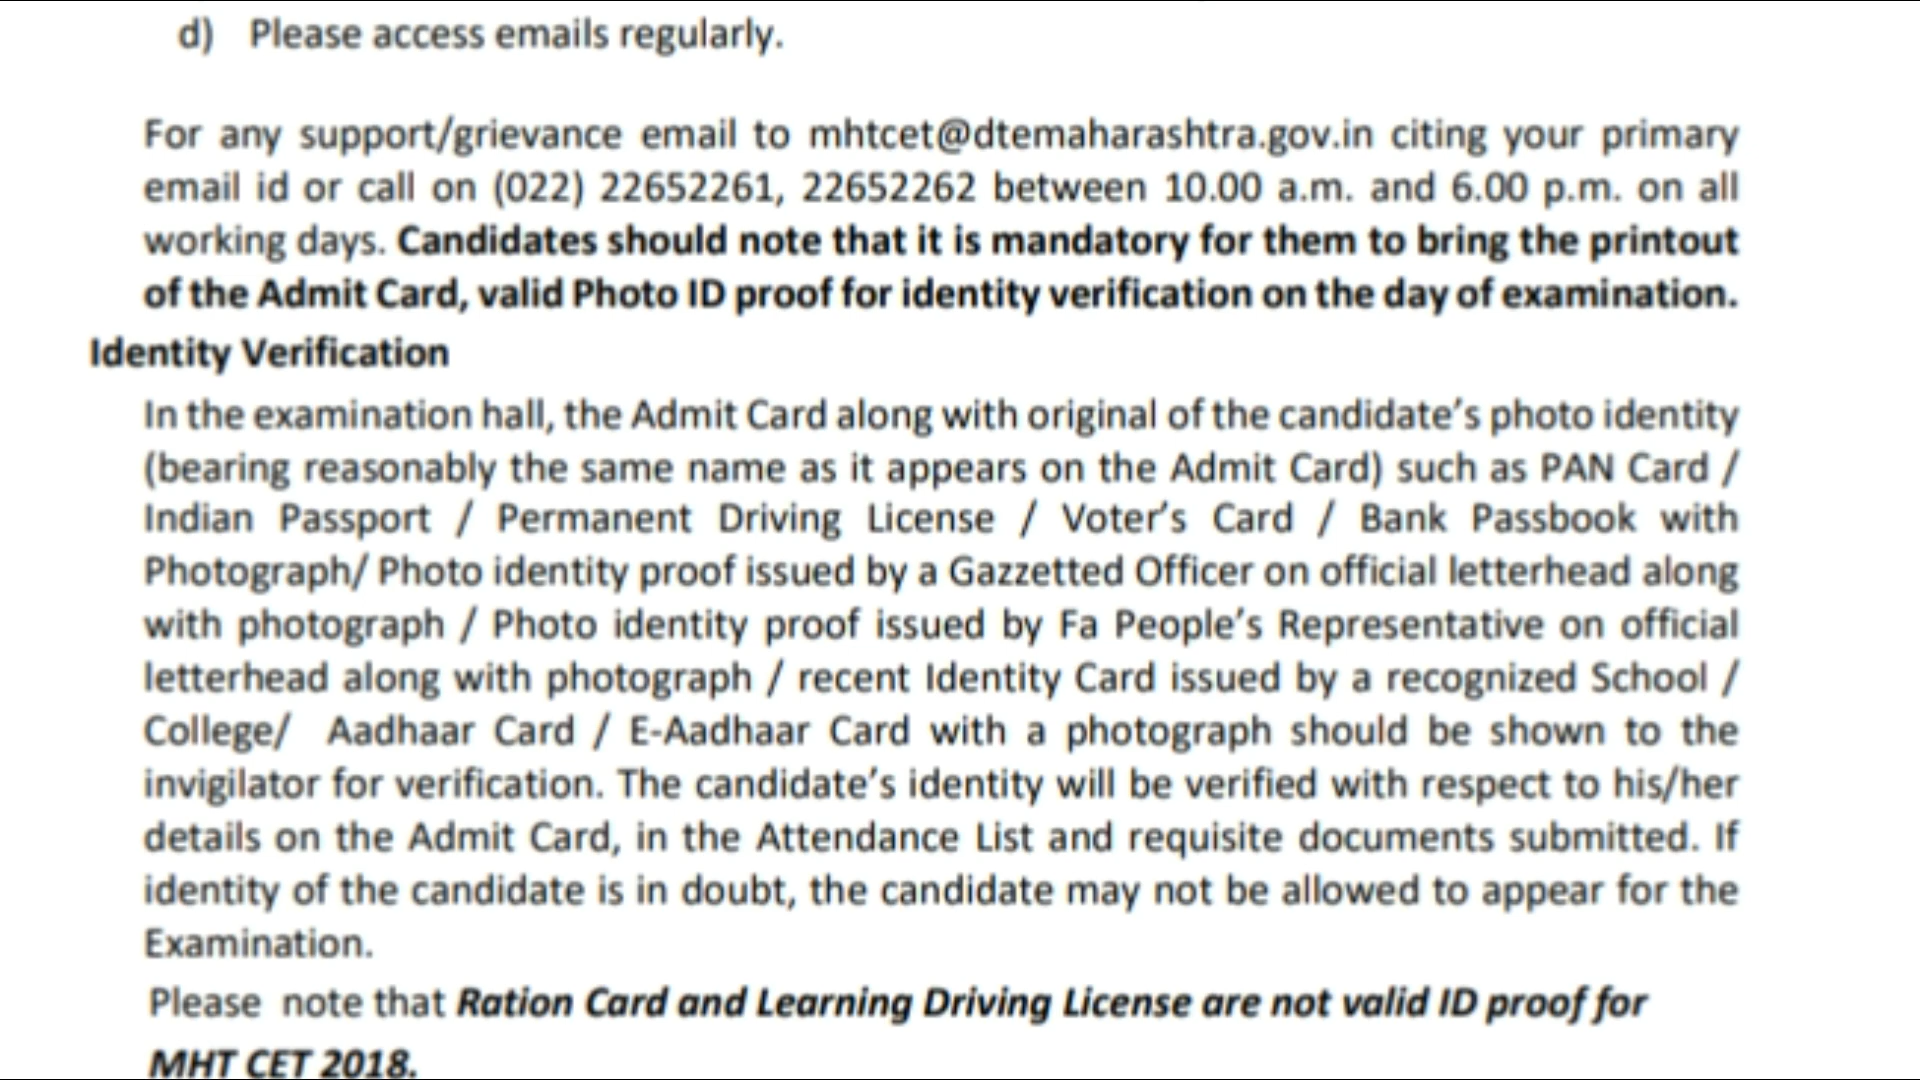 d) Please access emails regularly.
For any support/grievance email to mhtcet@dtemaharashtra.gov.in citing your primary
email id or call on (022) 22652261, 22652262 between 10.00 a.m. and 6.00 p.m. on all
working days. Candidates should note that it is mandatory for them to bring the printout
of the Admit Card, valid Photo ID proof for identity verification on the day of examination.
Identity Verification
In the examination hall, the Admit Card along with original of the candidate's photo identity
(bearing reasonably the same name as it appears on the Admit Card) such as PAN Card /
Indian Passport / Permanent Driving License / Voter's Card / Bank Passbook with
Photograph/ Photo identity proof issued by a Gazzetted Officer on official letterhead along
with photograph / Photo identity proof issued by Fa People's Representative on official
letterhead along with photograph / recent Identity Card issued by a recognized School /
College/ Aadhaar Card / E-Aadhaar Card with a photograph should be shown to the
invigilator for verification. The candidate's identity will be verified with respect to his/her
details on the Admit Card, in the Attendance List and requisite documents submitted. If
identity of the candidate is in doubt, the candidate may not be allowed to appear for the
Examination.
Please note that Ration Card and Learning Driving License are not valid ID proof for
MHT CET 2018.